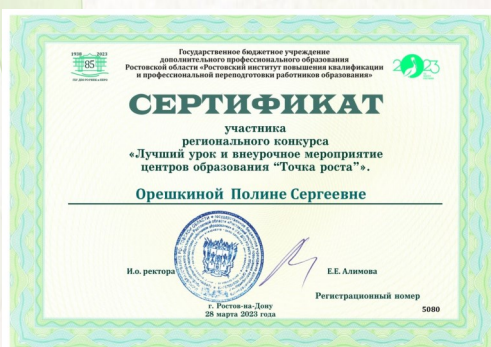 Государственное бюджетное учреждение
дополнительного профессионального образования
Ростовской области «Ростовский институт повышения квалификации
и профессиональной переподготовки работников образования»
1938 2023
85
2023
СЕРТИФИКАТ
участника
регионального конкурса
«Лучший урок и внеурочное мероприятие
центров образования “Точка роста”».
Орешкиной Полине Сергеевне
И.о. ректора
Е.Е. Алимова
Регистрационный номер
г. Ростов-на-Дону
5080
28 марта 2023 года